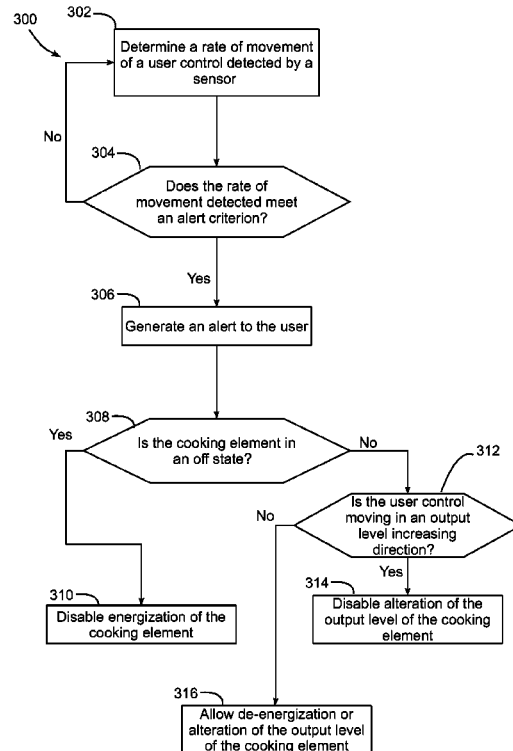 300
302
Determine a rate of movement
of a user control detected by a
sensor
No
304
Does the rate of
movement detected meet
an alert criterion?
Yes
306
Generate an alert to the user
308
Yes
Is the cooking element in
an off state?
No
312
No
Is the user control
moving in an output
level increasing
direction?
Yes
310
Disable energization of the
cooking element
314
Disable alteration of the
output level of the cooking
element
316
Allow de-energization or
alteration of the output level
of the cooking element